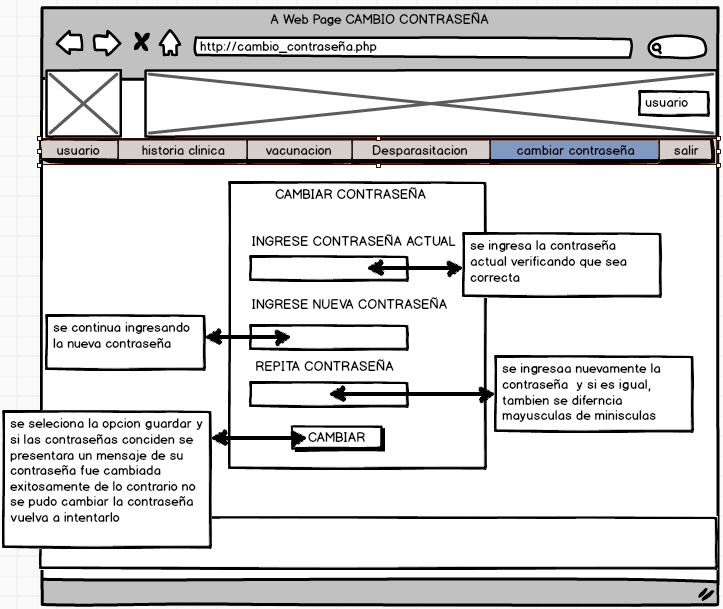 A Web Page CAMBIO CONTRASEÑA
http://cambio_contraseña.php
usuario
usuario historia clinica vacunacion Desparasitacion cambiar contraseña salir
CAMBIAR CONTRASEÑA
INGRESE CONTRASEÑA ACTUAL
se ingresa la contraseña
actual verificando que sea
correcta
INGRESE NUEVA CONTRASEÑA
se continua ingresando
la nueva contraseña
REPITA CONTRASEÑA
se ingresaa nuevamente la
contraseña y si es igual,
tambien se diferncia
mayusculas de minisculas
se seleciona la opcion guardar y
si las contraseñas conciden se
presentara un mensaje de su
contraseña fue cambiada
exitosamente de lo contrario no
se pudo cambiar la contraseña
vuelva a intentarlo
CAMBIAR